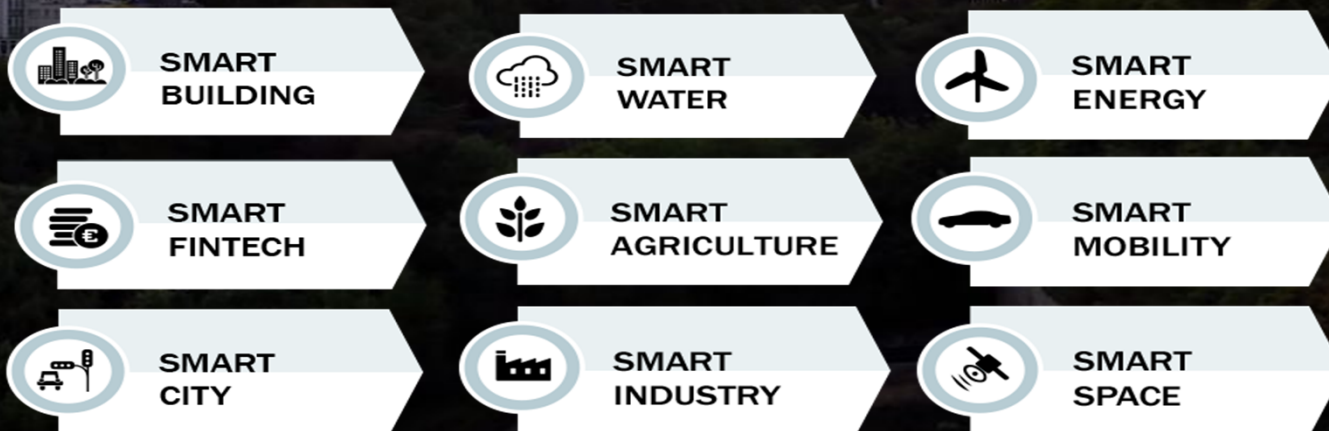 SMART
BUILDING
SMART
WATER
SMART
ENERGY
SMART
FINTECH
SMART
AGRICULTURE
SMART
MOBILITY
SMART
CITY
SMART
INDUSTRY
SMART
SPACE